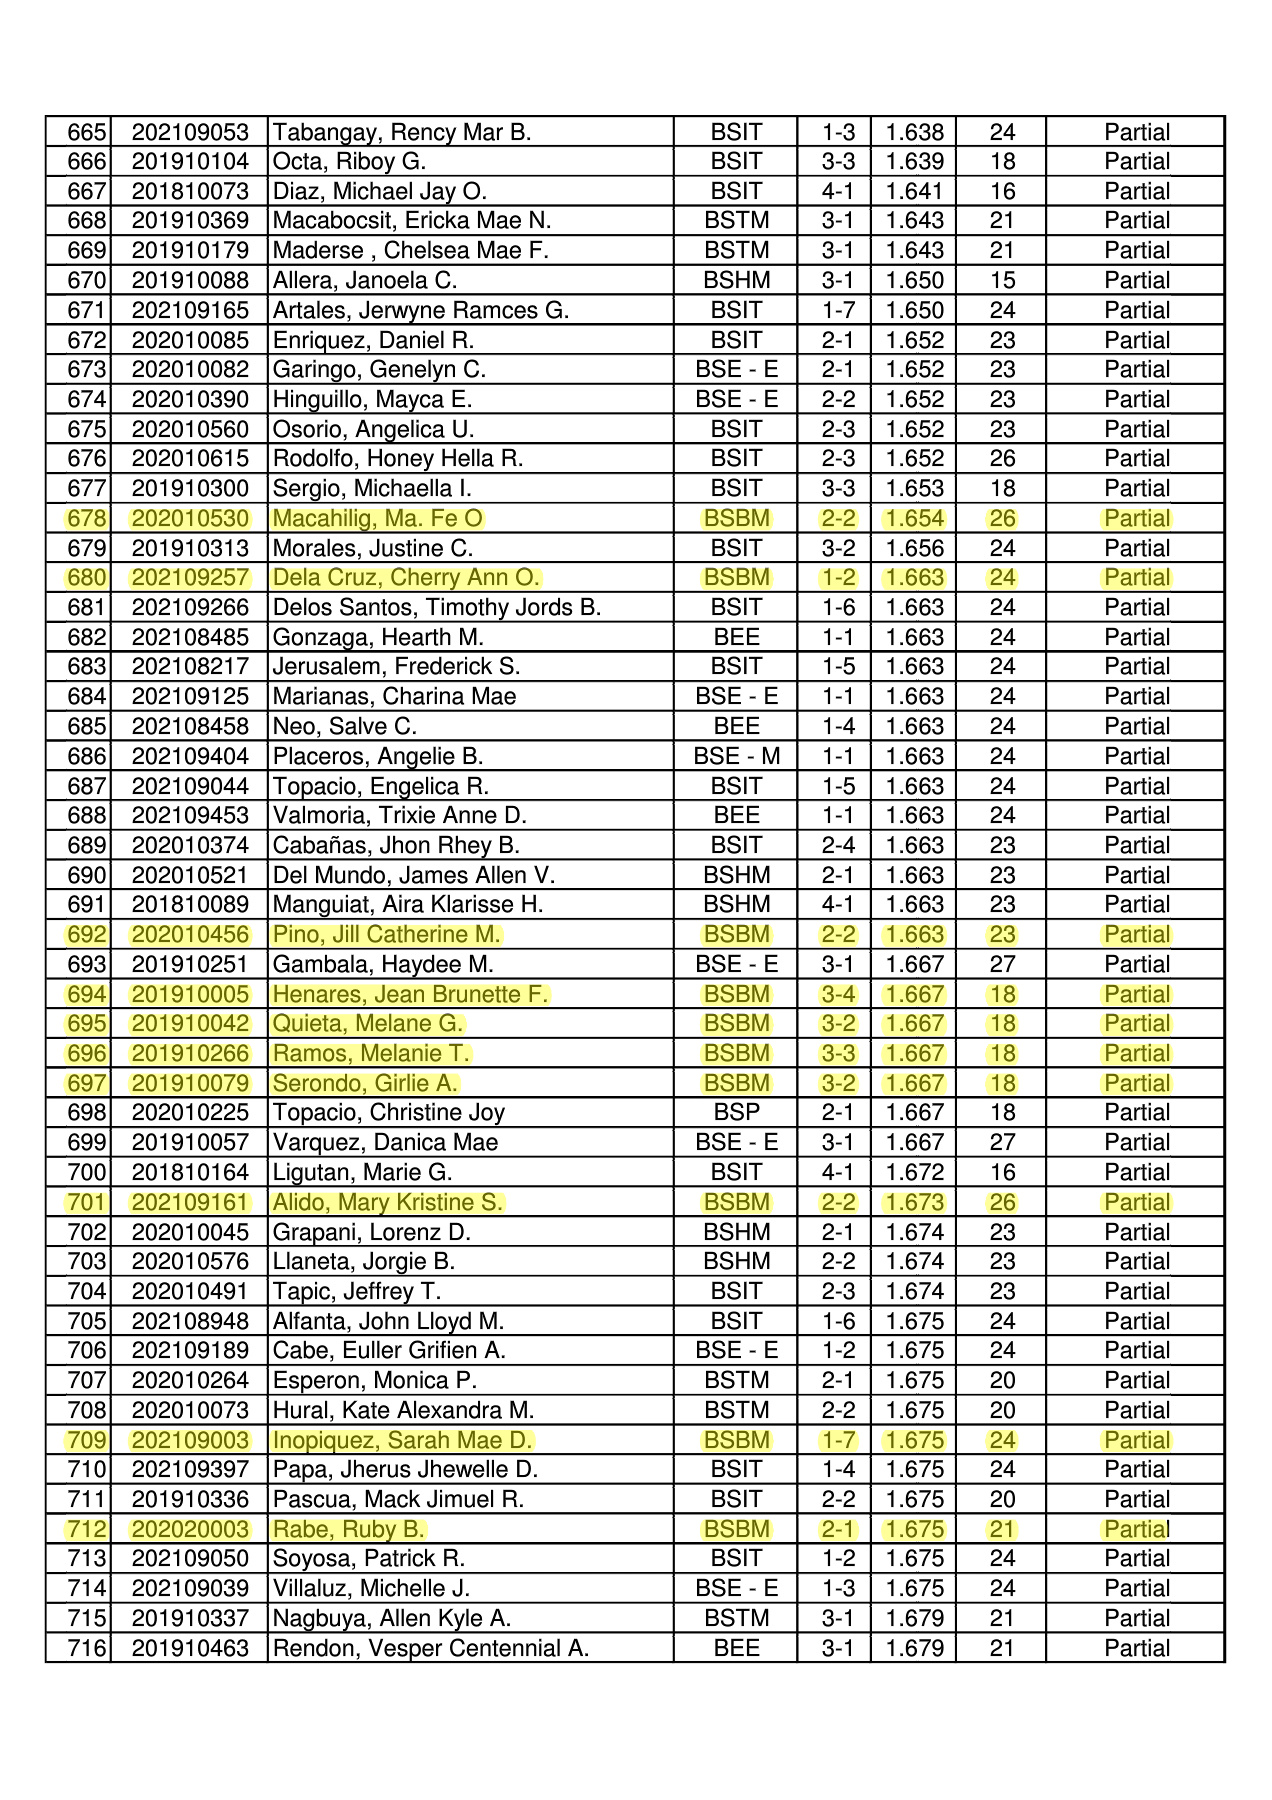 665 202109053 Tabangay, Rency Mar B. BSIT 1-3 1.638 24 Partial
666 201910104 Octa, Riboy G. BSIT 3-3 1.639 18 Partial
667 201810073 Diaz, Michael Jay O. BSIT 4-1 1.641 16 Partial
668 201910369 Macabocsit, Ericka Mae N. BSTM 3-1 1.643 21 Partial
669 201910179 Maderse , Chelsea Mae F. BSTM 3-1 1.643 21 Partial
670 201910088 Allera, Janoela C. BSHM 3-1 1.650 15 Partial
671 202109165 Artales, Jerwyne Ramces G. BSIT 1-7 1.650 24 Partial
672 202010085 Enriquez, Daniel R. BSIT 2-1 1.652 23 Partial
673 202010082 Garingo, Genelyn C. BSE - E 2-1 1.652 23 Partial
674 202010390 Hinguillo, Mayca E. BSE - E 2-2 1.652 23 Partial
675 202010560 Osorio, Angelica U. BSIT 2-3 1.652 23 Partial
676 202010615 Rodolfo, Honey Hella R. BSIT 2-3 1.652 26 Partial
677 201910300 Sergio, Michaella I. BSIT 3-3 1.653 18 Partial
678 202010530 Macahilig, Ma. Fe O BSBM 2-2 1.654 26 Partial
679 201910313 Morales, Justine C. BSIT 3-2 1.656 24 Partial
680 202109257 Dela Cruz, Cherry Ann O. BSBM 1-2 1.663 24 Partial
681 202109266 Delos Santos, Timothy Jords B. BSIT 1-6 1.663 24 Partial
682 202108485 Gonzaga, Hearth M. BEE 1-1 1.663 24 Partial
683 202108217 Jerusalem, Frederick S. BSIT 1-5 1.663 24 Partial
684 202109125 Marianas, Charina Mae BSE - E 1-1 1.663 24 Partial
685 202108458 Neo, Salve C. BEE 1-4 1.663 24 Partial
686 202109404 Placeros, Angelie B. BSE - M 1-1 1.663 24 Partial
687 202109044 Topacio, Engelica R. BSIT 1-5 1.663 24 Partial
688 202109453 Valmoria, Trixie Anne D. BEE 1-1 1.663 24 Partial
689 202010374 Cabañas, Jhon Rhey B. BSIT 2-4 1.663 23 Partial
690 202010521 Del Mundo, James Allen V. BSHM 2-1 1.663 23 Partial
691 201810089 Manguiat, Aira Klarisse H. BSHM 4-1 1.663 23 Partial
692 202010456 Pino, Jill Catherine M. BSBM 2-2 1.663 23 Partial
693 201910251 Gambala, Haydee M. BSE - E 3-1 1.667 27 Partial
694 201910005 Henares, Jean Brunette F. BSBM 3-4 1.667 18 Partial
695 201910042 Quieta, Melane G. BSBM 3-2 1.667 18 Partial
696 201910266 Ramos, Melanie T. BSBM 3-3 1.667 18 Partial
697 201910079 Serondo, Girlie A. BSBM 3-2 1.667 18 Partial
698 202010225 Topacio, Christine Joy BSP 2-1 1.667 18 Partial
699 201910057 Varquez, Danica Mae BSE - E 3-1 1.667 27 Partial
700 201810164 Ligutan, Marie G. BSIT 4-1 1.672 16 Partial
701 202109161 Alido, Mary Kristine S. BSBM 2-2 1.673 26 Partial
702 202010045 Grapani, Lorenz D. BSHM 2-1 1.674 23 Partial
703 202010576 Llaneta, Jorgie B. BSHM 2-2 1.674 23 Partial
704 202010491 Tapic, Jeffrey T. BSIT 2-3 1.674 23 Partial
705 202108948 Alfanta, John Lloyd M. BSIT 1-6 1.675 24 Partial
706 202109189 Cabe, Euller Grifien A. BSE - E 1-2 1.675 24 Partial
707 202010264 Esperon, Monica P. BSTM 2-1 1.675 20 Partial
708 202010073 Hural, Kate Alexandra M. BSTM 2-2 1.675 20 Partial
709 202109003 Inopiquez, Sarah Mae D. BSBM 1-7 1.675 24 Partial
710 202109397 Papa, Jherus Jhewelle D. BSIT 1-4 1.675 24 Partial
711 201910336 Pascua, Mack Jimuel R. BSIT 2-2 1.675 20 Partial
712 202020003 Rabe, Ruby B. BSBM 2-1 1.675 21 Partial
713 202109050 Soyosa, Patrick R. BSIT 1-2 1.675 24 Partial
714 202109039 Villaluz, Michelle J. BSE - E 1-3 1.675 24 Partial
715 201910337 Nagbuya, Allen Kyle A. BSTM 3-1 1.679 21 Partial
716 201910463 Rendon, Vesper Centennial A. BEE 3-1 1.679 21 Partial